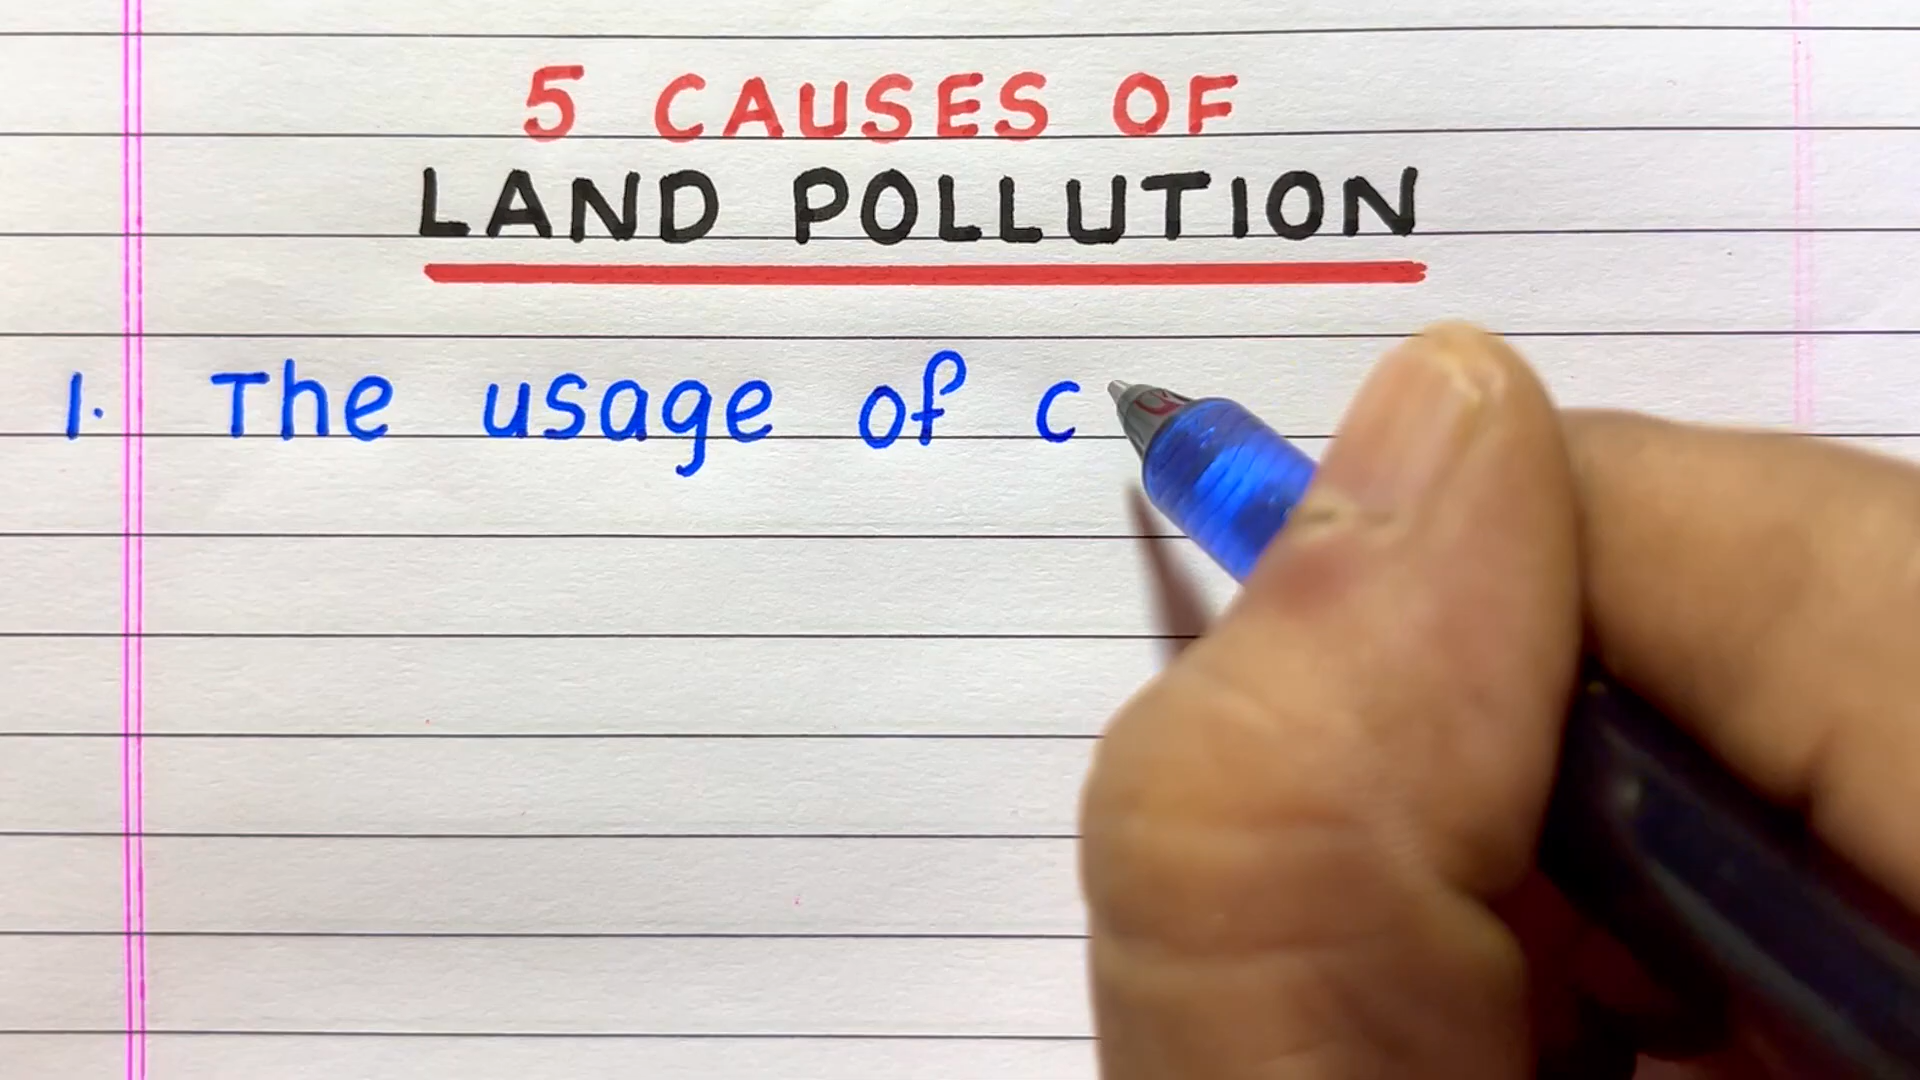 5 CAUSES OF
LAND POLLUTION
1. The usage of c